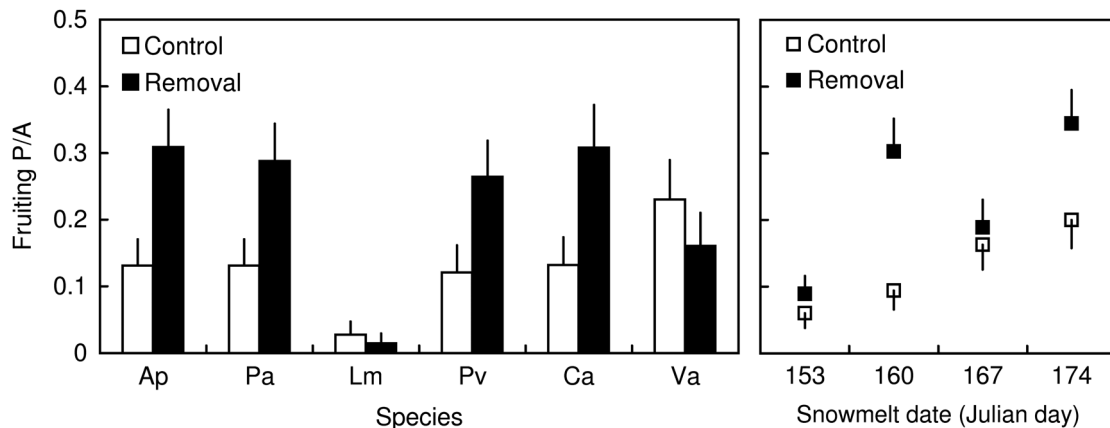 Fruiting P/A
0.5
0.4
0.3
0.2
0.1
0
Control
Removal
Ap Pa Lm Pv Ca Va
Species
Control
Removal
153 160 167 174
Snowmelt date (Julian day)